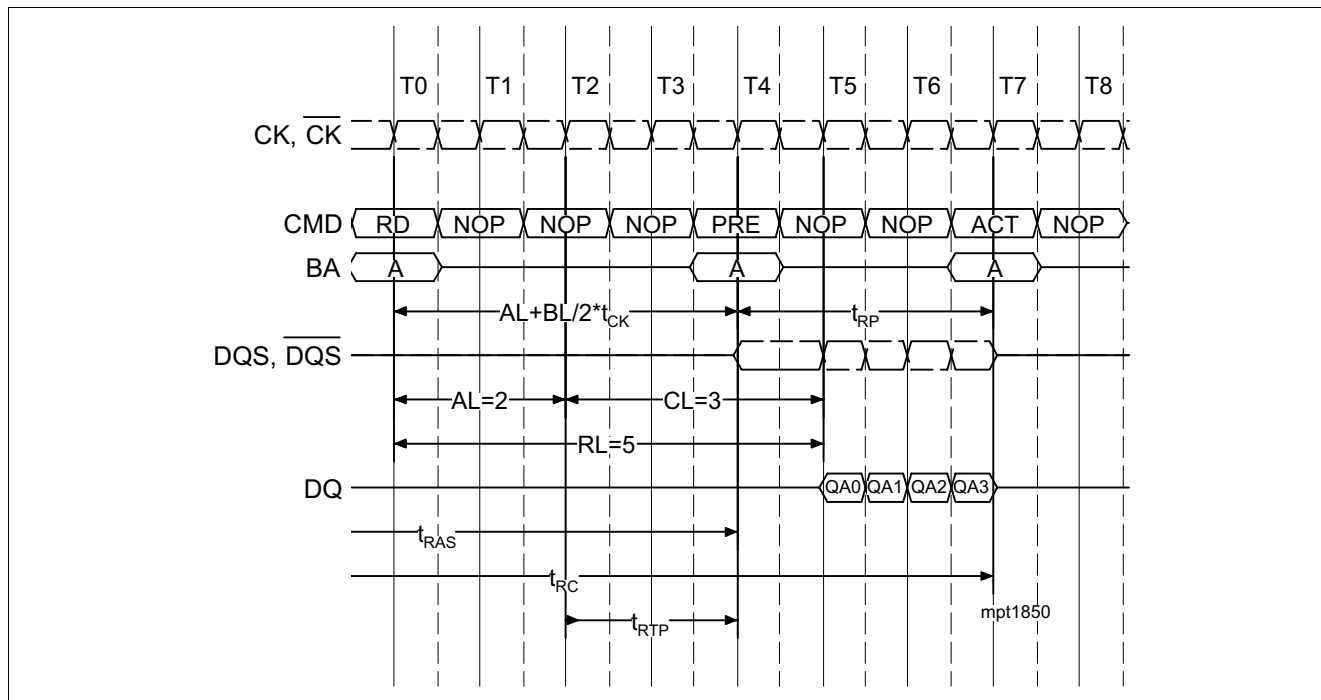 T0 T1 T2 T3 T4 T5 T6 T7 T8
CK, CK
CMD RD NOP NOP NOP PRE NOP NOP ACT NOP
BA A A A
AL+BL/2*tCK tRP
DQS, DQS
AL=2 CL=3
RL=5
DQ QA0 QA1 QA2 QA3
tRAS
tRC
mpt1850
tRTP